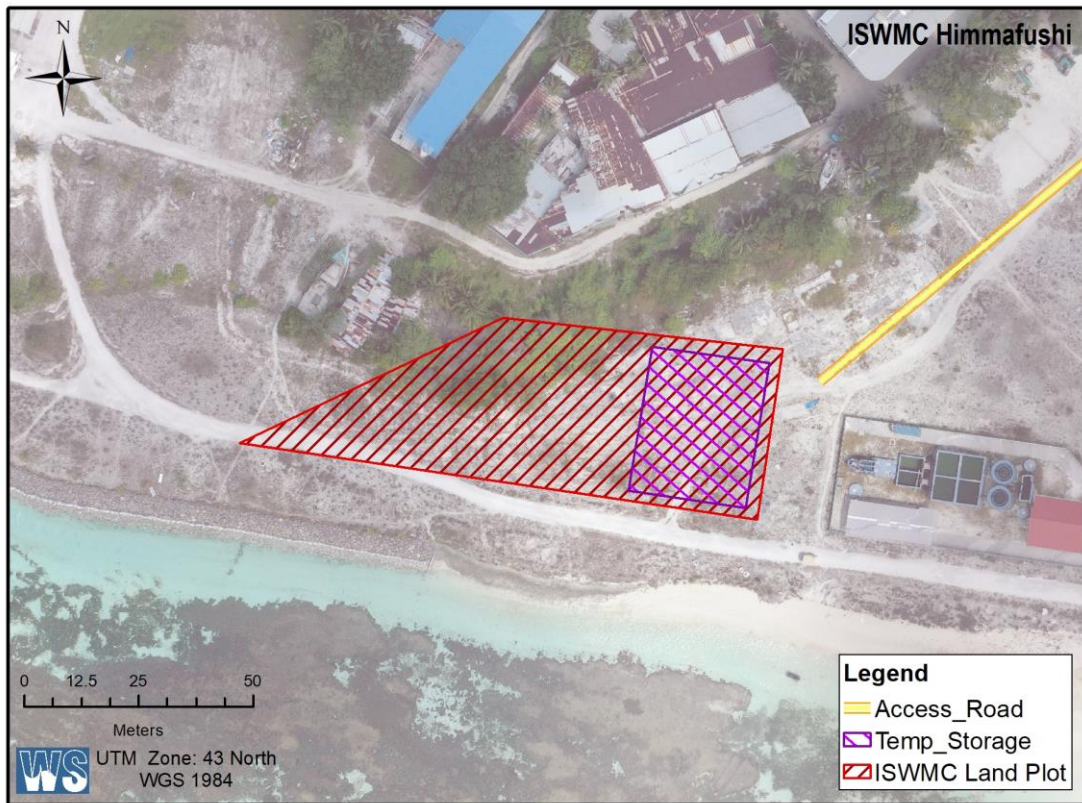 ISWMC Himmafushi
N
0 12.5 25 50
Meters
WS
UTM Zone: 43 North
WGS 1984
Legend
Access_Road
Temp_Storage
ISWMC Land Plot